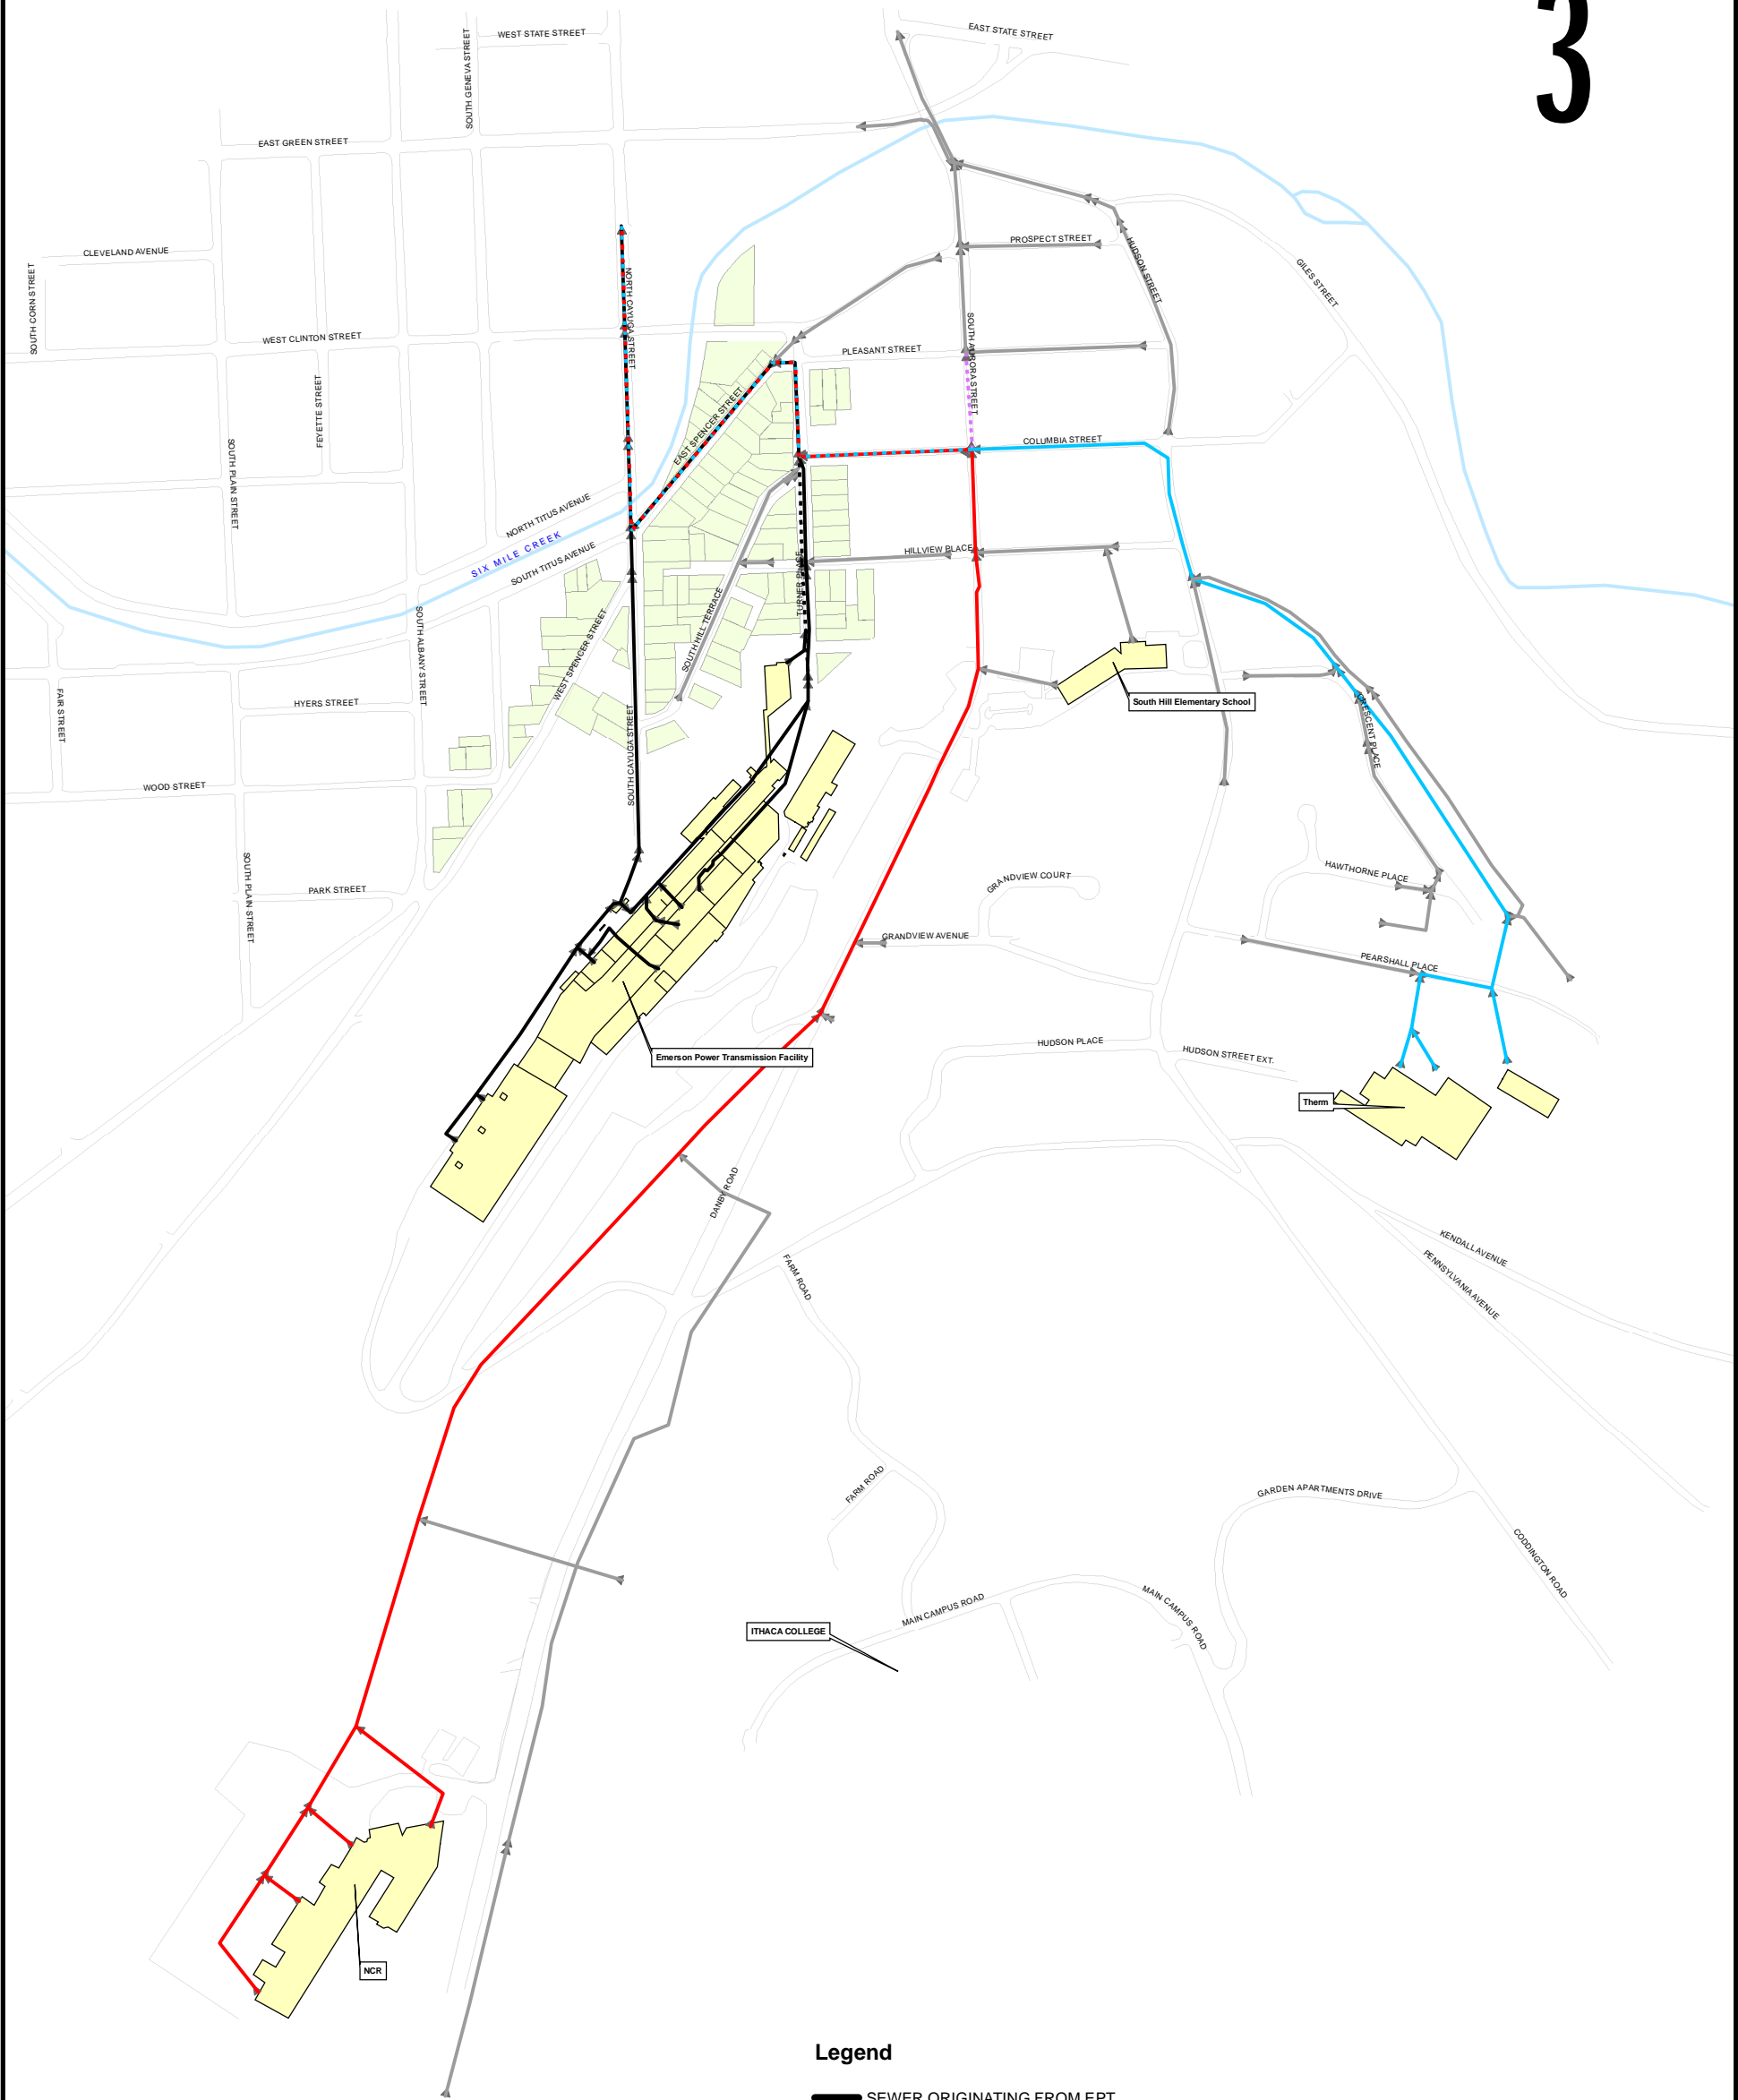 3
EAST STATE STREET
WEST STATE STREET
SOUTH GENEVA STREET
EAST GREEN STREET
PROSPECT STREET
HUDSON STREET
CLEVELAND AVENUE
GILES STREET
SOUTH CORN STREET
NORTH CAYUGA STREET
WEST CLINTON STREET
PLEASANT STREET
SOUTH AURORA STREET
FEYETTE STREET
EAST SPENCER STREET
COLUMBIA STREET
SOUTH PLAIN STREET
NORTH TITUS AVENUE
SIX MILE CREEK
SOUTH TITUS AVENUE
HILLVIEW PLACE
TURNER PLACE
SOUTH HILL TERRACE
SOUTH ALBANY STREET
WEST SPENCER STREET
South Hill Elementary School
FAIR STREET
HYERS STREET
CRESCENT PLACE
SOUTH CAYUGA STREET
WOOD STREET
SOUTH PLAIN STREET
PARK STREET
HAWTHORNE PLACE
GRANDVIEW COURT
GRANDVIEW AVENUE
PEARSHALL PLACE
HUDSON PLACE
HUDSON STREET EXT.
Emerson Power Transmission Facility
Therm
DANBY ROAD
FARM ROAD
KENDALL AVENUE
PENNSYLVANIA AVENUE
FARM ROAD
GARDEN APARTMENTS DRIVE
CODDINGTON ROAD
MAIN CAMPUS ROAD
MAIN CAMPUS ROAD
ITHACA COLLEGE
NCR
Legend
SEWER ORIGINATING FROM EPT